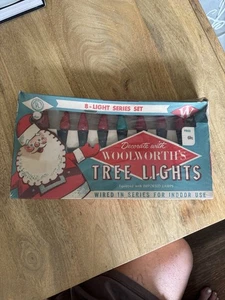 8-LIGHT SERIES SET
W
Decorate with
WOOLWORTH'S
TREE LIGHTS
WIRED IN SERIES FOR INDOOR USE